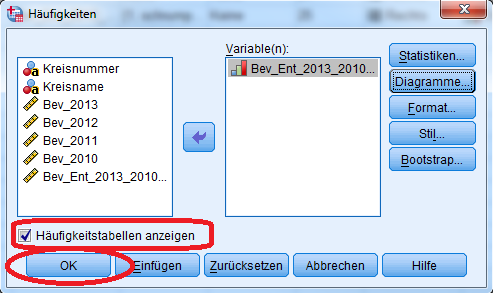 Häufigkeiten
Variable(n):
Kreisnummer
Kreisname
Bev_2013
Bev_2012
Bev_2011
Bev_2010
Bev_Ent_2013_2010...
Bev_Ent_2013_2010...
Statistiken...
Diagramme...
Format...
Stil...
Bootstrap...
Häufigkeitstabellen anzeigen
OK
Einfügen
Zurücksetzen
Abbrechen
Hilfe